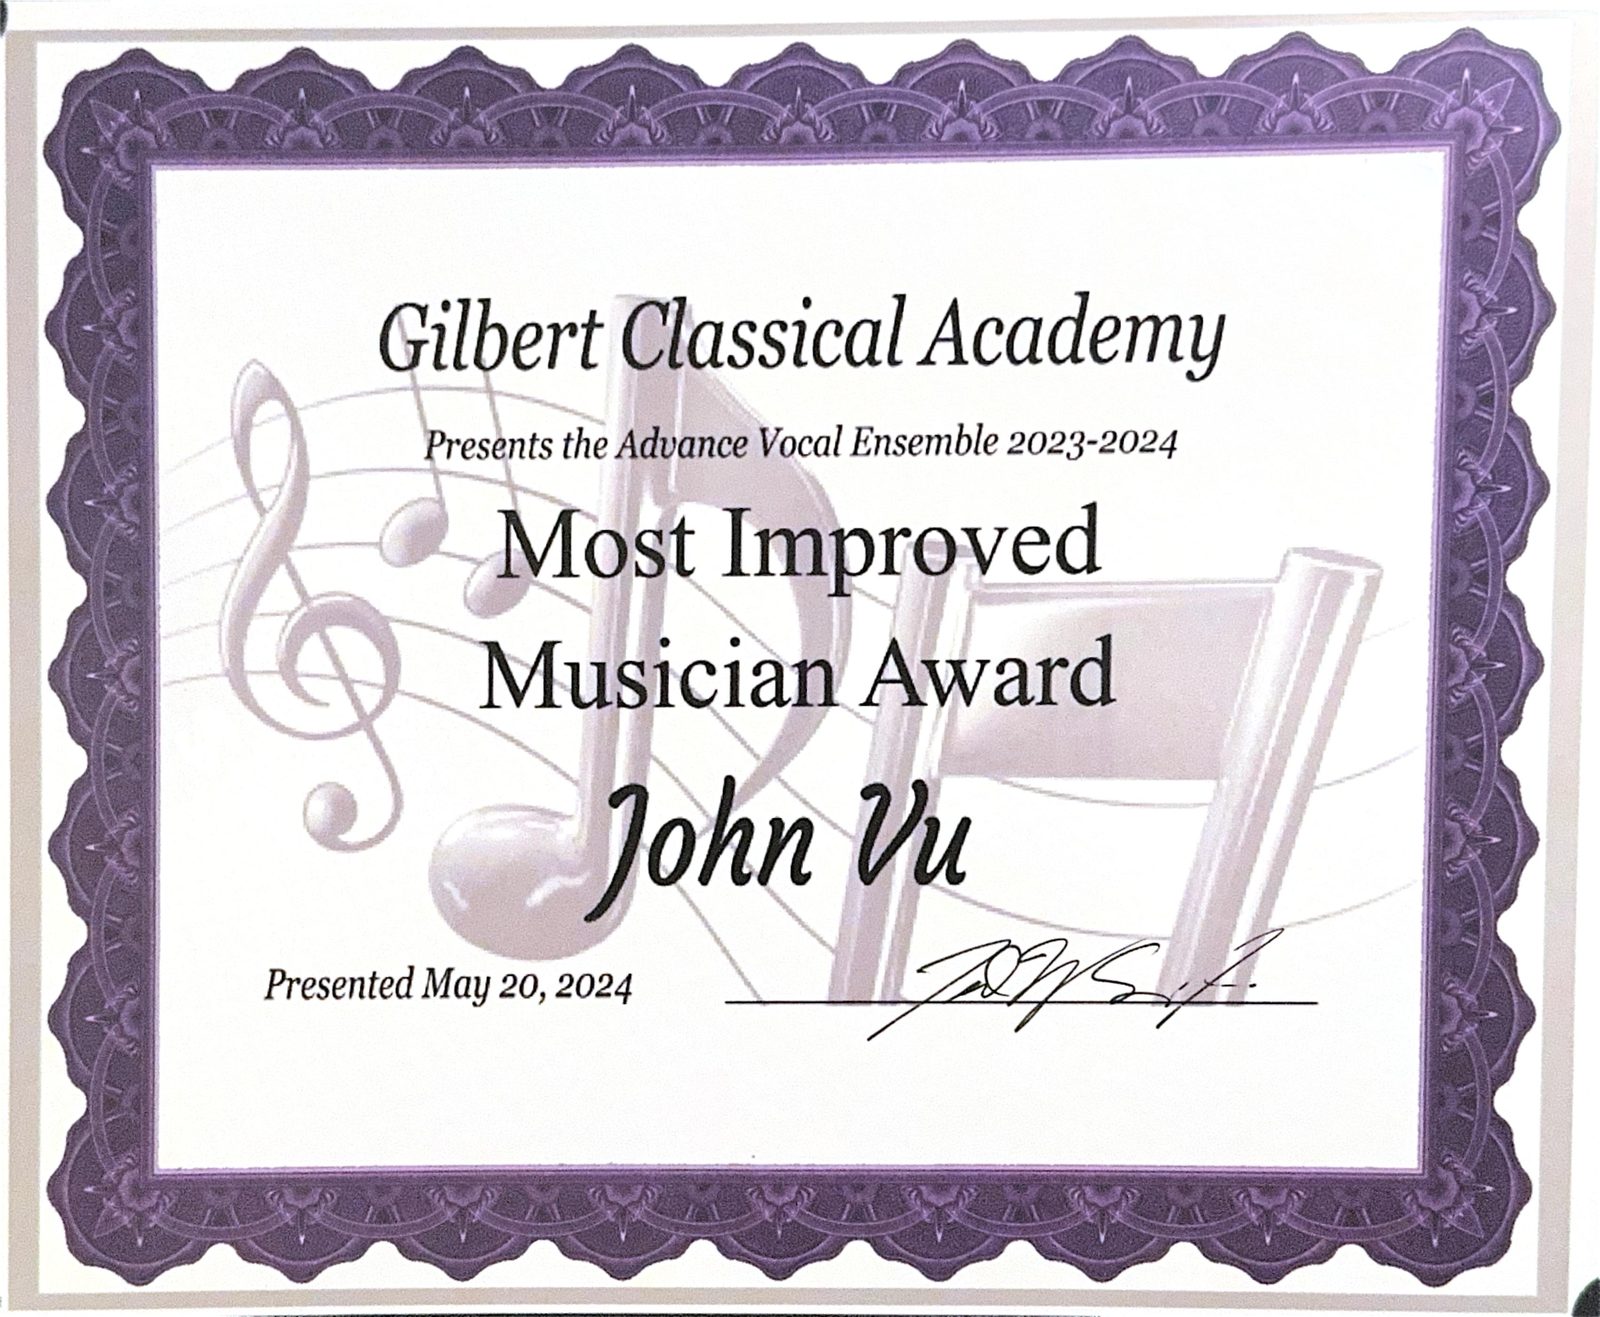 Gilbert Classical Academy
Presents the Advance Vocal Ensemble 2023-2024
Most Improved
Musician Award
John Vu
Presented May 20, 2024